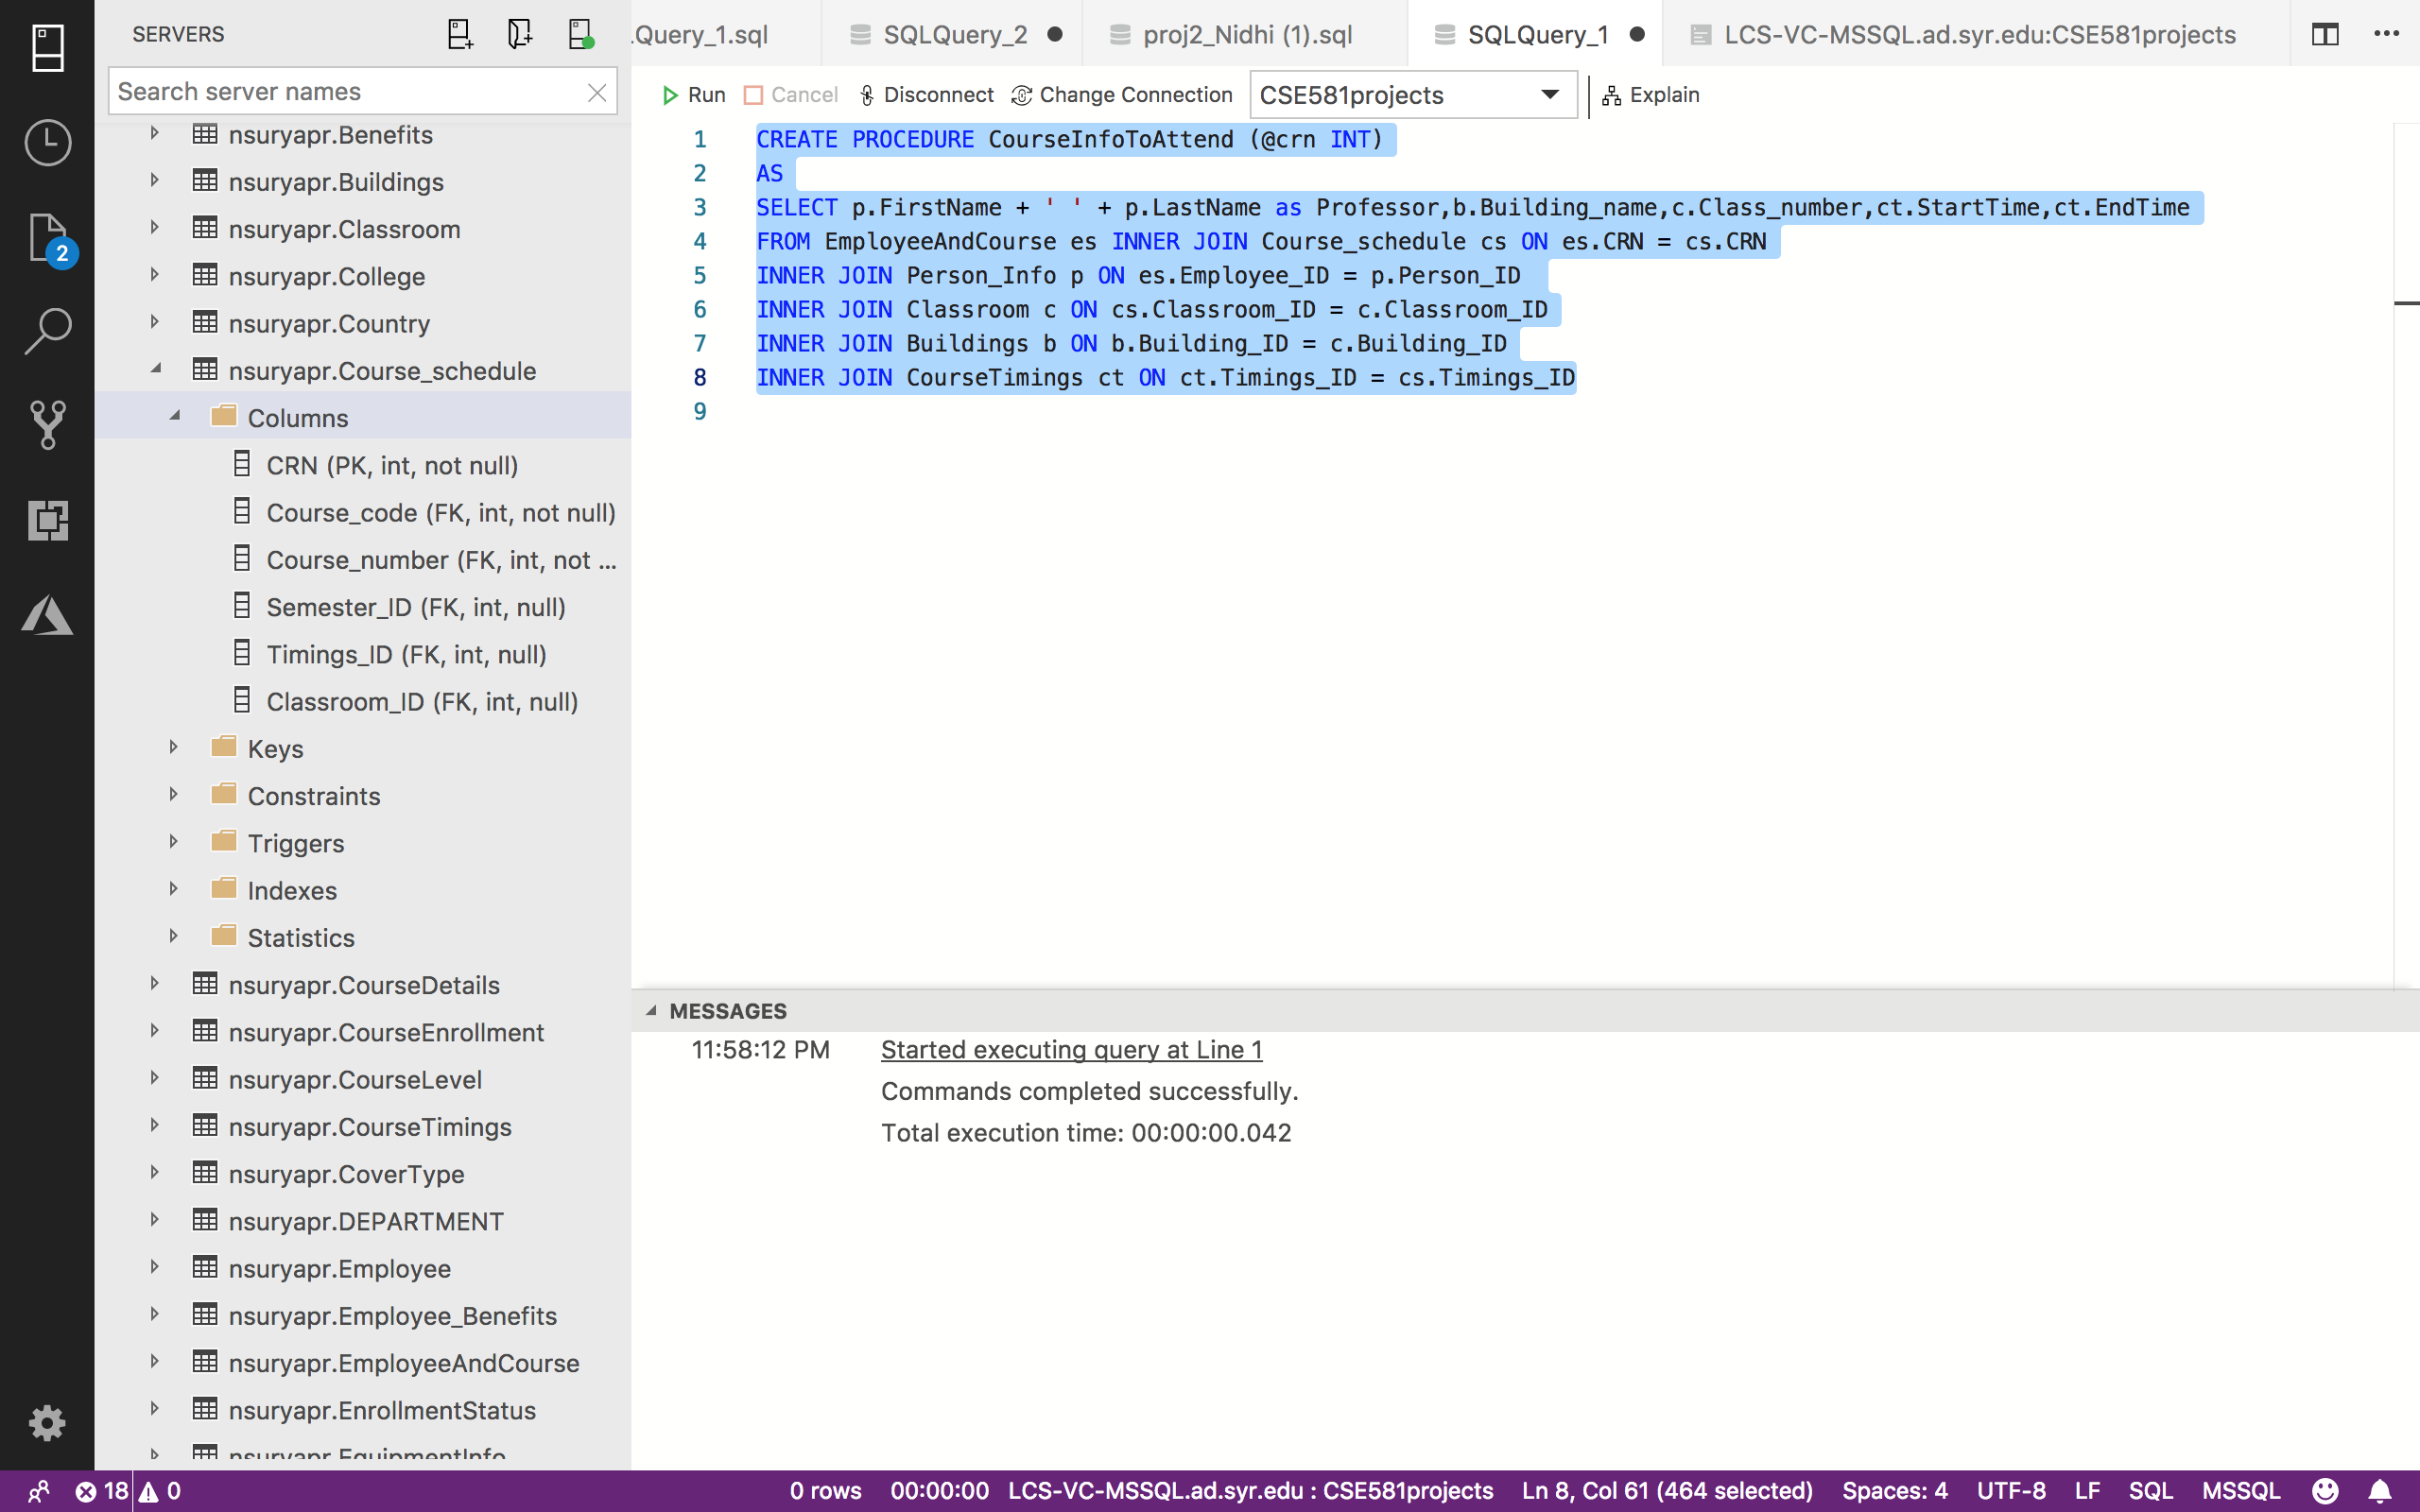 SERVERS
Search server names
nsuryapr.Benefits
nsuryapr.Buildings
nsuryapr.Classroom
nsuryapr.College
nsuryapr.Country
nsuryapr.Course_schedule
Columns
CRN (PK, int, not null)
Course_code (FK, int, not null)
Course_number (FK, int, not ...
Semester_ID (FK, int, null)
Timings_ID (FK, int, null)
Classroom_ID (FK, int, null)
Keys
Constraints
Triggers
Indexes
Statistics
nsuryapr.CourseDetails
nsuryapr.CourseEnrollment
nsuryapr.CourseLevel
nsuryapr.CourseTimings
nsuryapr.CoverType
nsuryapr.DEPARTMENT
nsuryapr.Employee
nsuryapr.Employee_Benefits
nsuryapr.EmployeeAndCourse
nsuryapr.EnrollmentStatus
nsuryapr.EquipmentInfo
2
.Query_1.sql SQLQuery_2 proj2_Nidhi (1).sql SQLQuery_1 LCS-VC-MSSQL.ad.syr.edu:CSE581projects
Run Cancel Disconnect Change Connection CSE581projects Explain
1 CREATE PROCEDURE CourseInfoToAttend (@crn INT)
2 AS
3 SELECT p.FirstName + ' ' + p.LastName as Professor,b.Building_name,c.Class_number,ct.StartTime,ct.EndTime
4 FROM EmployeeAndCourse es INNER JOIN Course_schedule cs ON es.CRN = cs.CRN
5 INNER JOIN Person_Info p ON es.Employee_ID = p.Person_ID
6 INNER JOIN Classroom c ON cs.Classroom_ID = c.Classroom_ID
7 INNER JOIN Buildings b ON b.Building_ID = c.Building_ID
8 INNER JOIN CourseTimings ct ON ct.Timings_ID = cs.Timings_ID
9
MESSAGES
11:58:12 PM Started executing query at Line 1
Commands completed successfully.
Total execution time: 00:00:00.042
18 0 0 rows 00:00:00 LCS-VC-MSSQL.ad.syr.edu : CSE581projects Ln 8, Col 61 (464 selected) Spaces: 4 UTF-8 LF SQL MSSQL